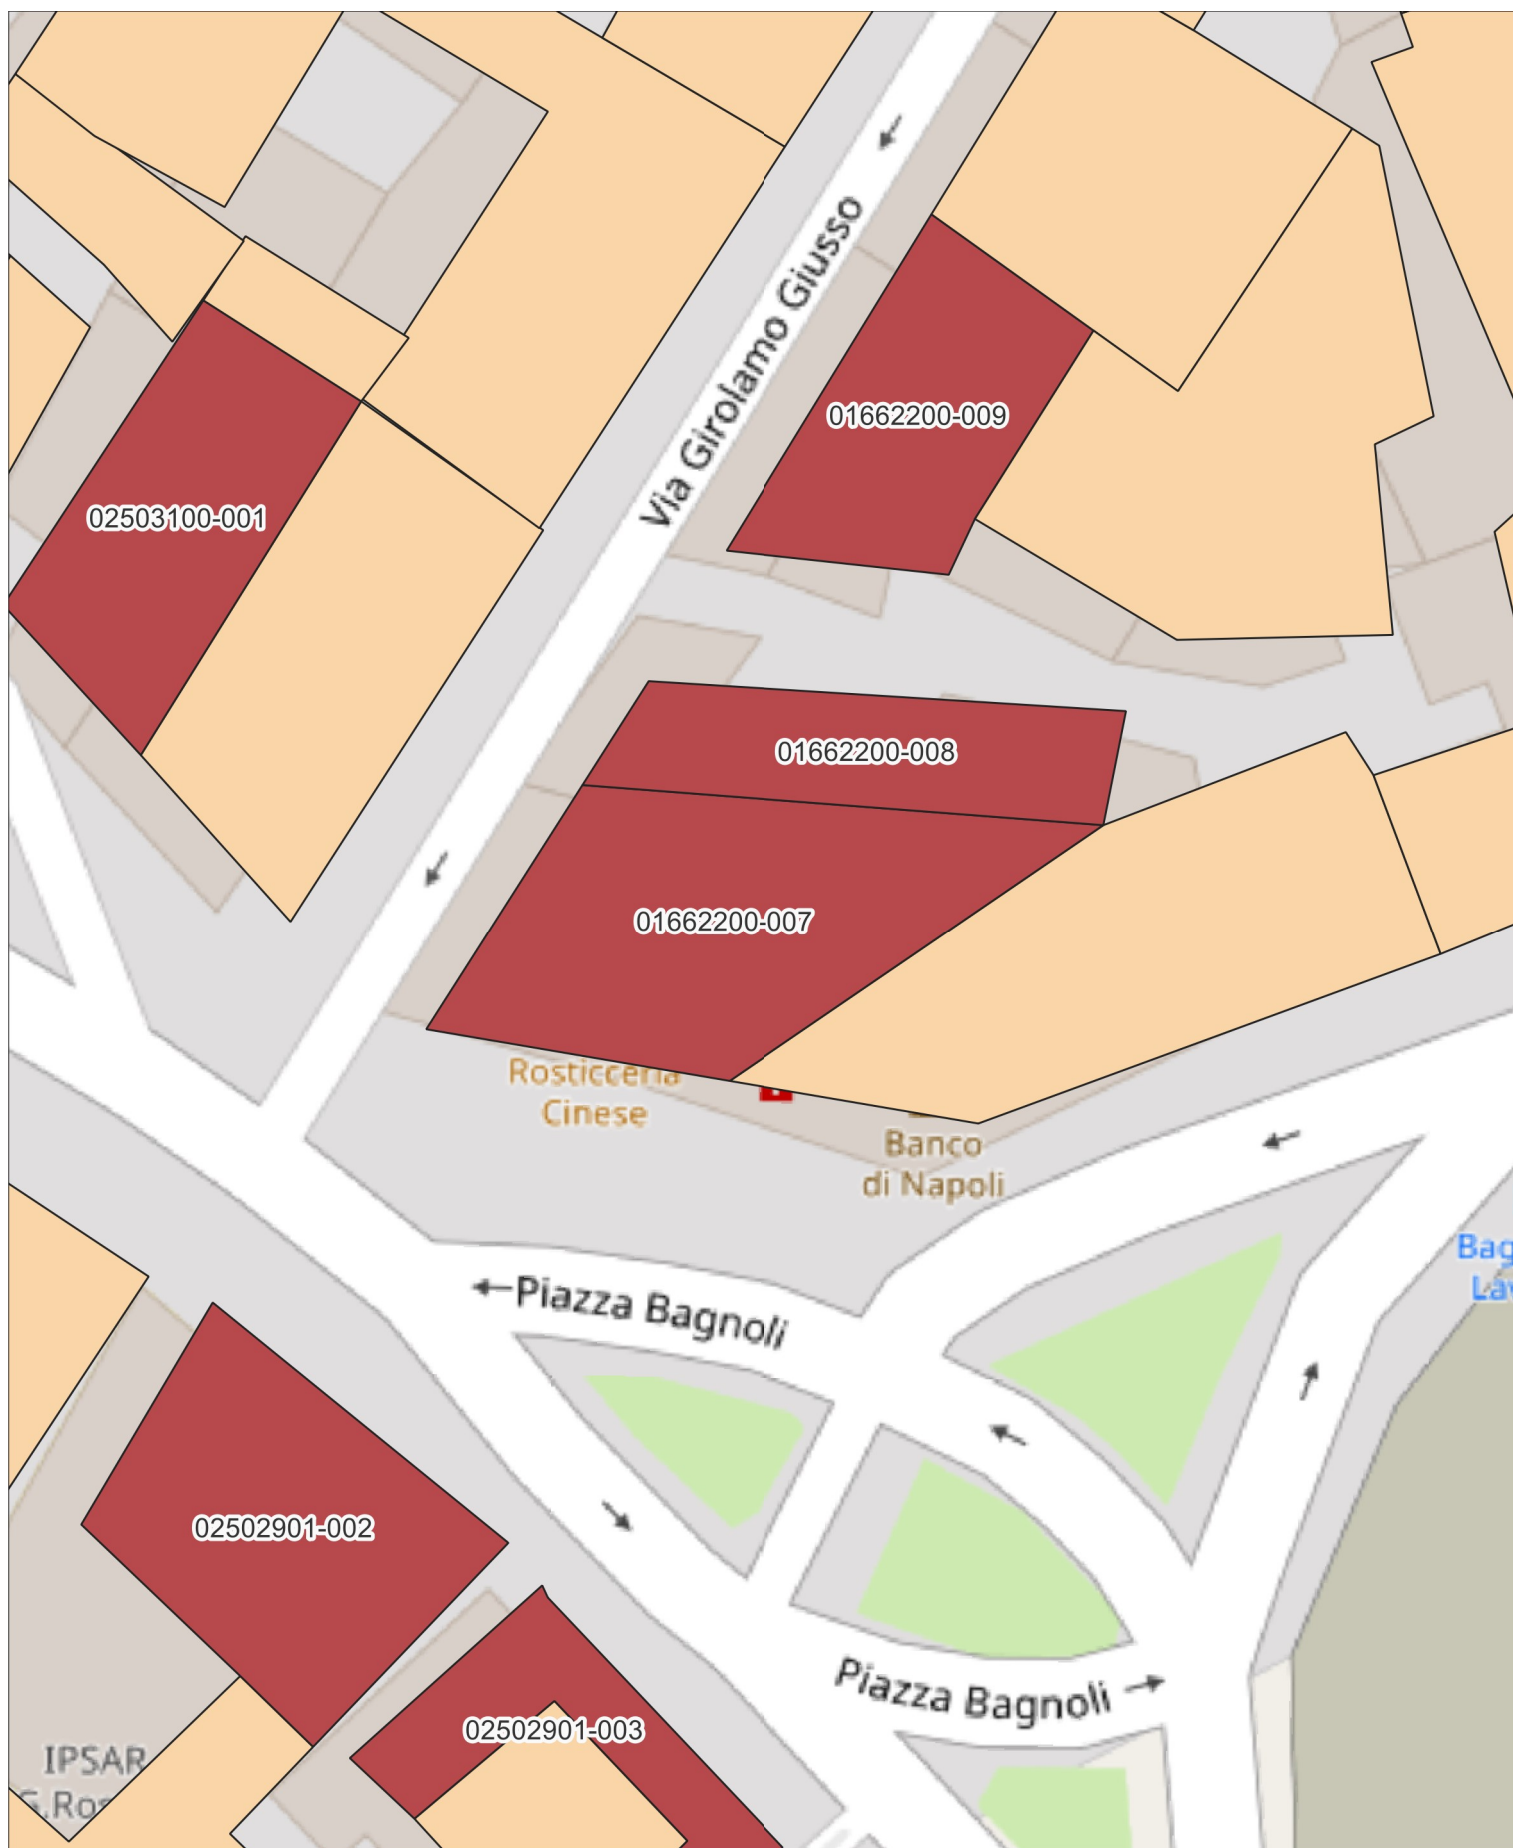 Via Girolamo Giusso
01662200-009
02503100-001
01662200-008
01662200-007
Rosticceria
Cinese
Banco
di Napoli
Piazza Bagnoli
02502901-002
Piazza Bagnoli
02502901-003
IPSAR